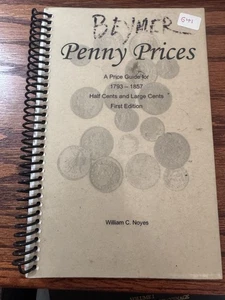 BEYMER
Penny Prices
A Price Guide for
1793 – 1857
Half Cents and Large Cents
First Edition
William C. Noyes